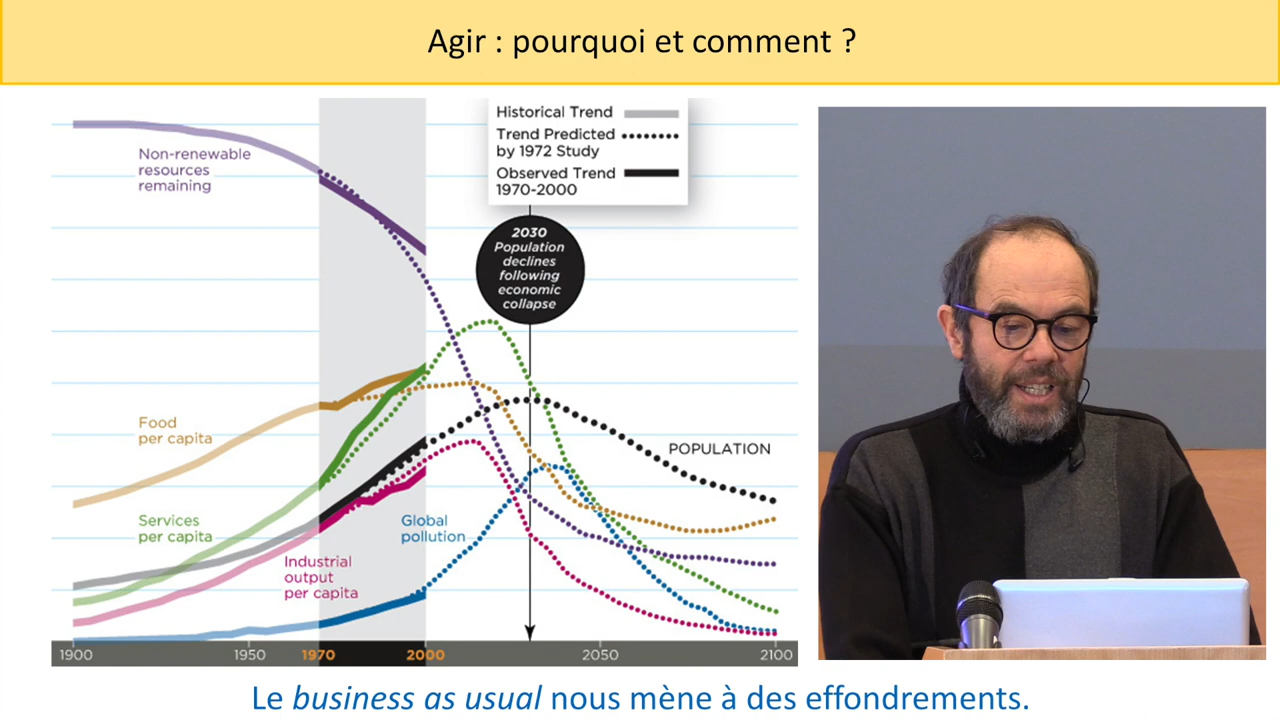 Agir : pourquoi et comment ?
Historical Trend
Trend Predicted
by 1972 Study
Observed Trend
1970-2000
Non-renewable
resources
remaining
2030
Population
declines
following
economic
collapse
Food
per capita
POPULATION
Services
per capita
Global
pollution
Industrial
output
per capita
1900 1950 1970 2000 2050 2100
Le business as usual nous mène à des effondrements.